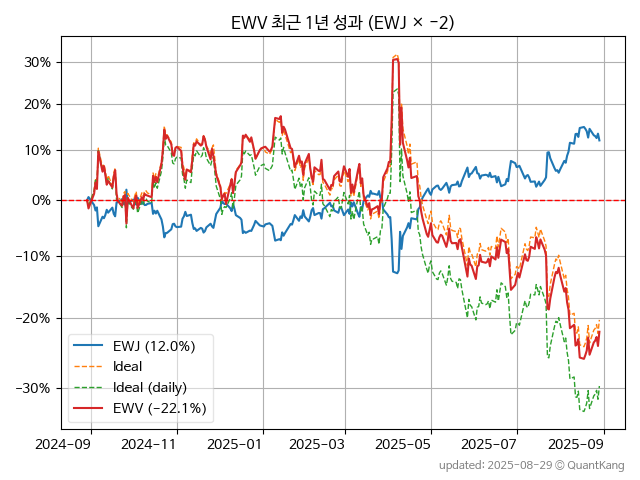 EWV 최근 1년 성과 (EWJ × −2)
30%
20%
10%
0%
−10%
−20%
−30%
EWJ (12.0%)
Ideal
Ideal (daily)
EWV (−22.1%)
2024-09
2024-11
2025-01
2025-03
2025-05
2025-07
2025-09
updated: 2025-08-29 © QuantKang